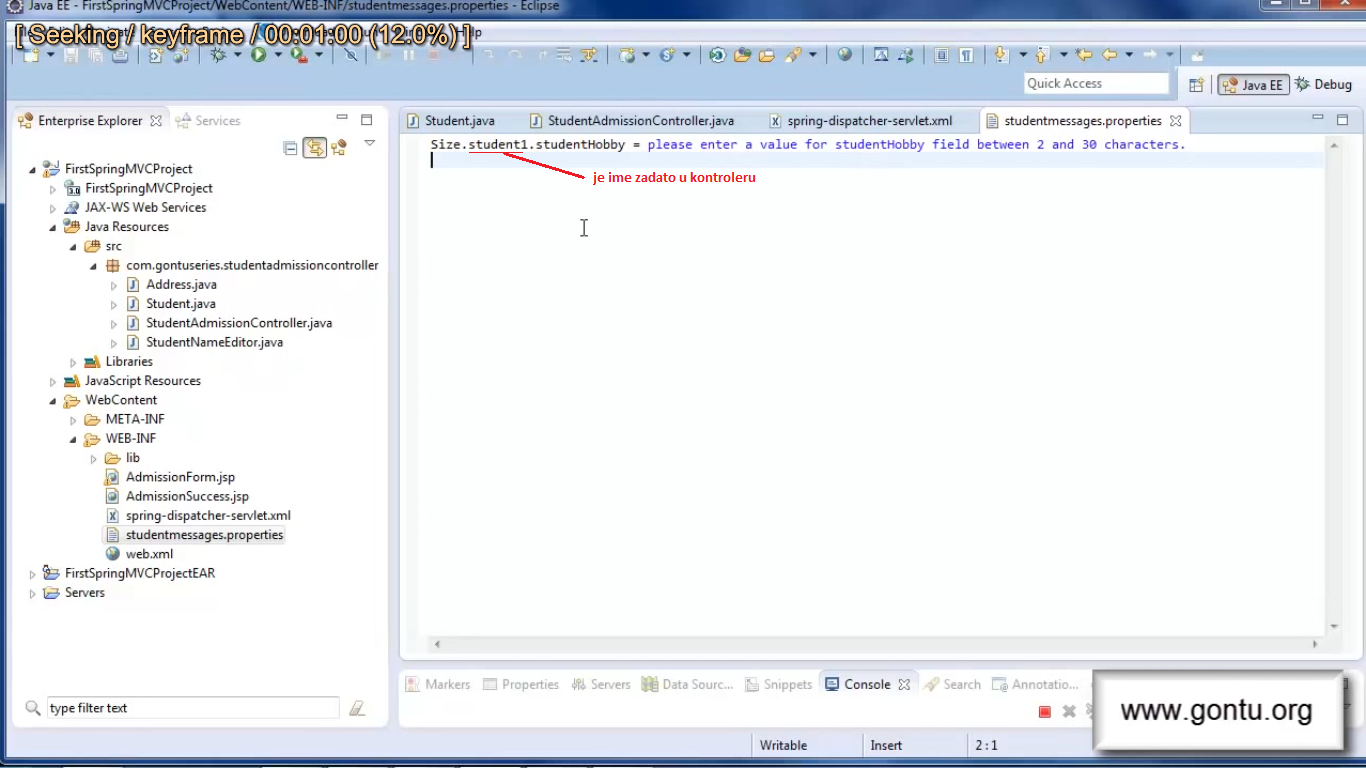 Java EE - FirstSpringMVCProject/WebContent/WEB-INF/studentmessages.properties - Eclipse
[ Seeking / keyframe / 00:01:00 (12.0%) ]
Quick Access
Java EE
Debug
Enterprise Explorer
Services
Student.java
StudentAdmissionController.java
spring-dispatcher-servlet.xml
studentmessages.properties
Size.student1.studentHobby = please enter a value for studentHobby field between 2 and 30 characters.
je ime zadato u kontroleru
FirstSpringMVCProject
FirstSpringMVCProject
JAX-WS Web Services
Java Resources
src
com.gontuseries.studentadmissioncontroller
Address.java
Student.java
StudentAdmissionController.java
StudentNameEditor.java
Libraries
JavaScript Resources
WebContent
META-INF
WEB-INF
lib
AdmissionForm.jsp
AdmissionSuccess.jsp
spring-dispatcher-servlet.xml
studentmessages.properties
web.xml
FirstSpringMVCProjectEAR
Servers
type filter text
Markers
Properties
Servers
Data Sourc...
Snippets
Console
Search
Annotatio...
www.gontu.org
Writable
Insert
2 : 1